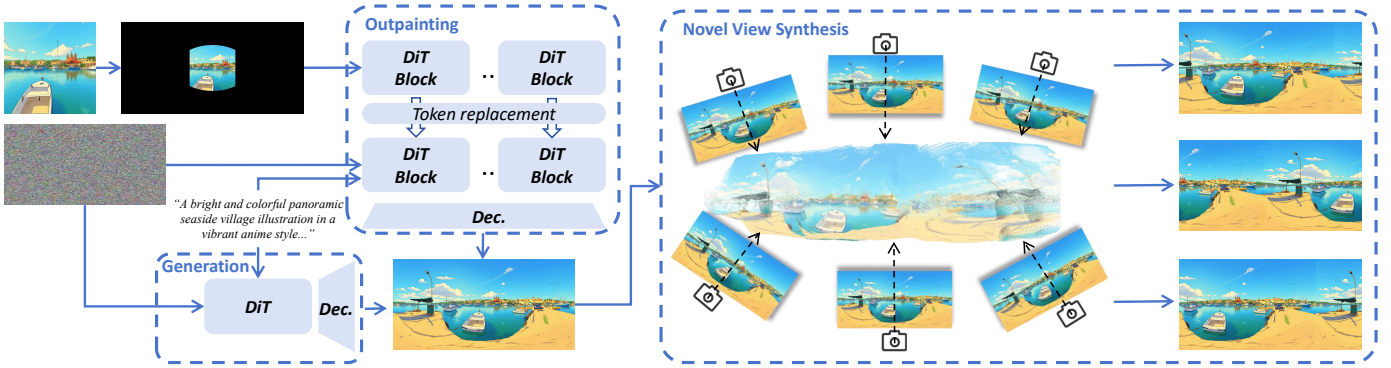 Outpainting
DiT
Block
..
DiT
Block
Token replacement
DiT
Block
..
DiT
Block
Dec.
“A bright and colorful panoramic
seaside village illustration in a
vibrant anime style...”
Generation
DiT
Dec.
Novel View Synthesis